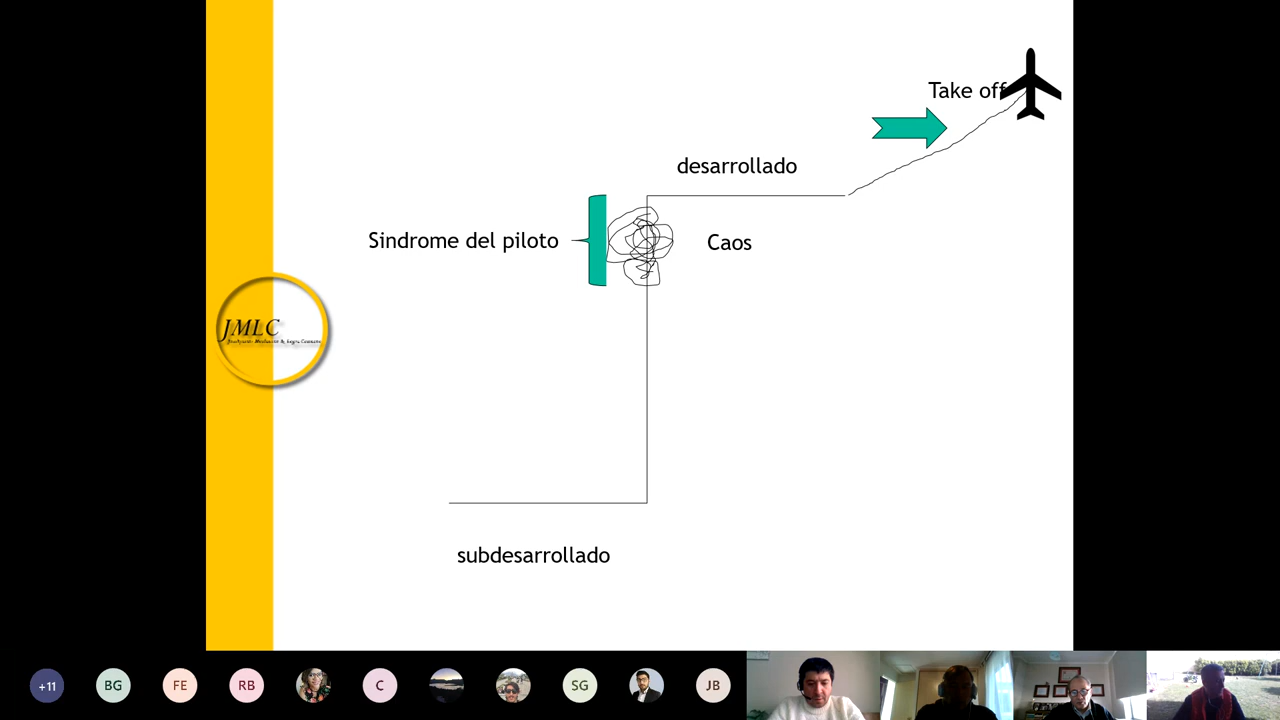 Take off
desarrollado
Sindrome del piloto
Caos
JMLC
subdesarrollado
+11
BG
FE
RB
C
SG
JB